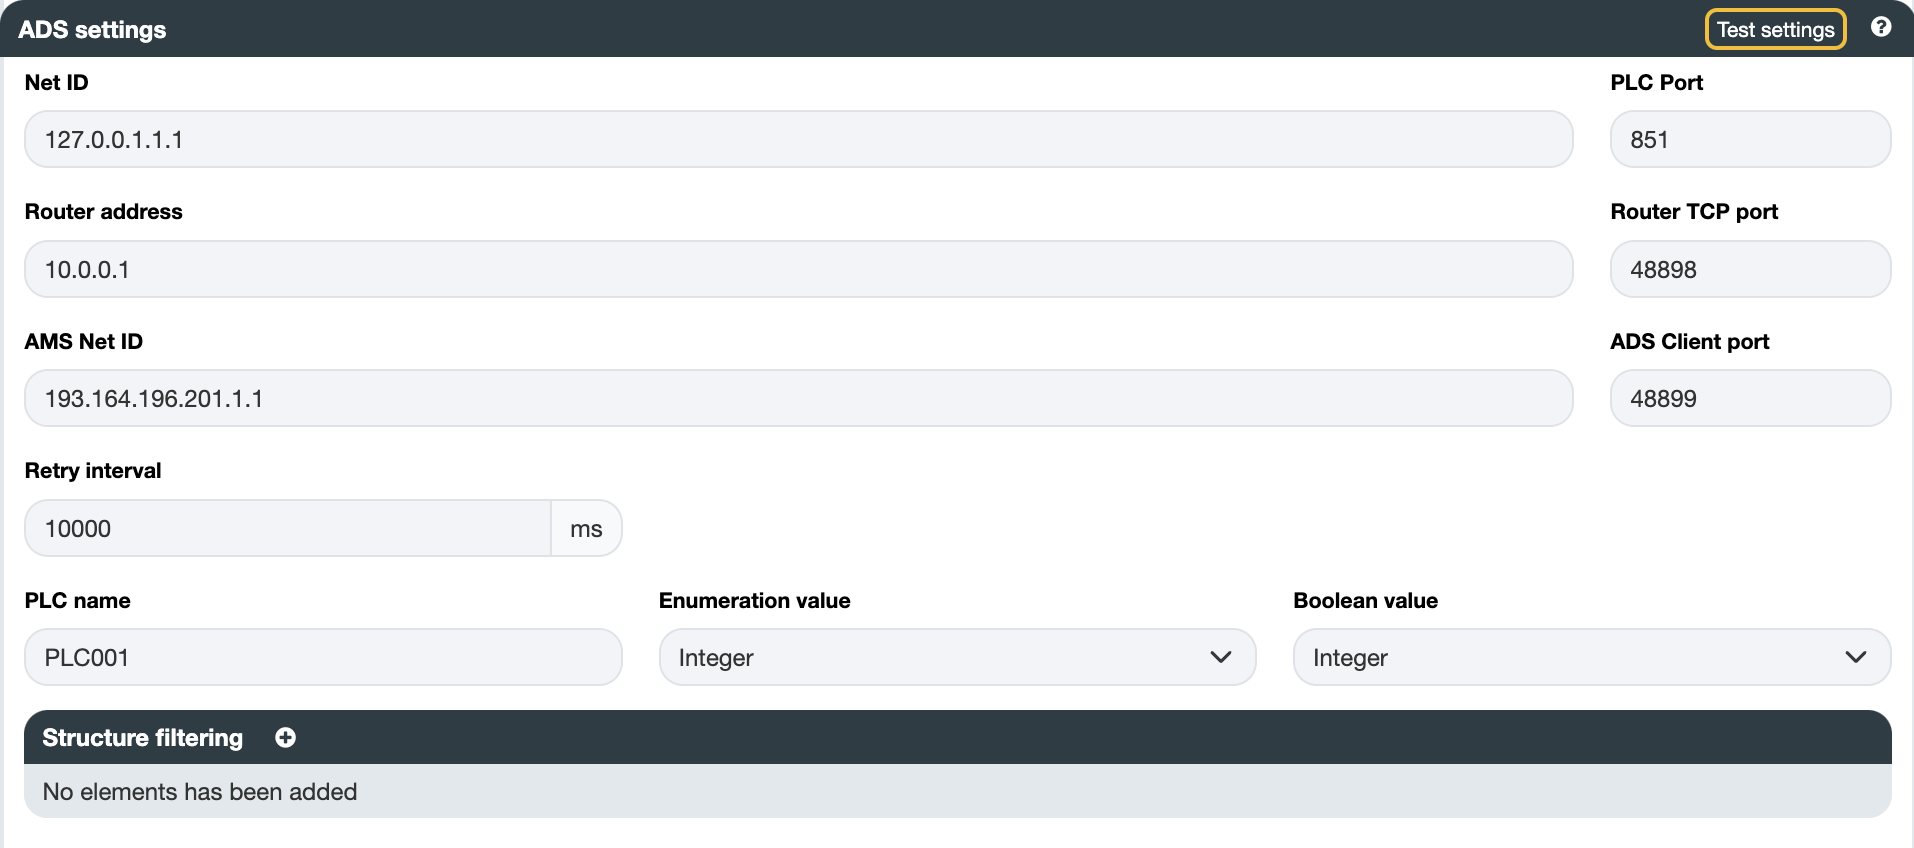 ADS settings
Test settings
Net ID
PLC Port
127.0.0.1.1.1
851
Router address
Router TCP port
10.0.0.1
48898
AMS Net ID
ADS Client port
193.164.196.201.1.1
48899
Retry interval
10000
ms
PLC name
Enumeration value
Boolean value
PLC001
Integer
Integer
Structure filtering
No elements has been added